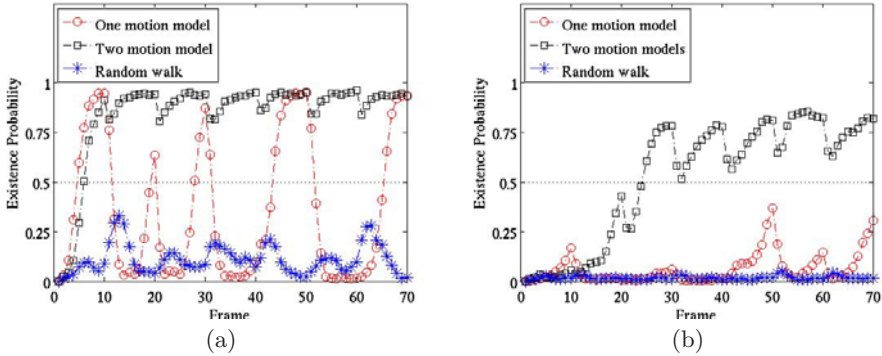 One motion model
Two motion model
Random walk
1
0.75
0.5
0.25
0
Existence Probability
0 10 20 30 40 50 60 70
Frame
(a)
One motion model
Two motion models
Random walk
1
0.75
0.5
0.25
0
Existence Probability
0 10 20 30 40 50 60 70
Frame
(b)